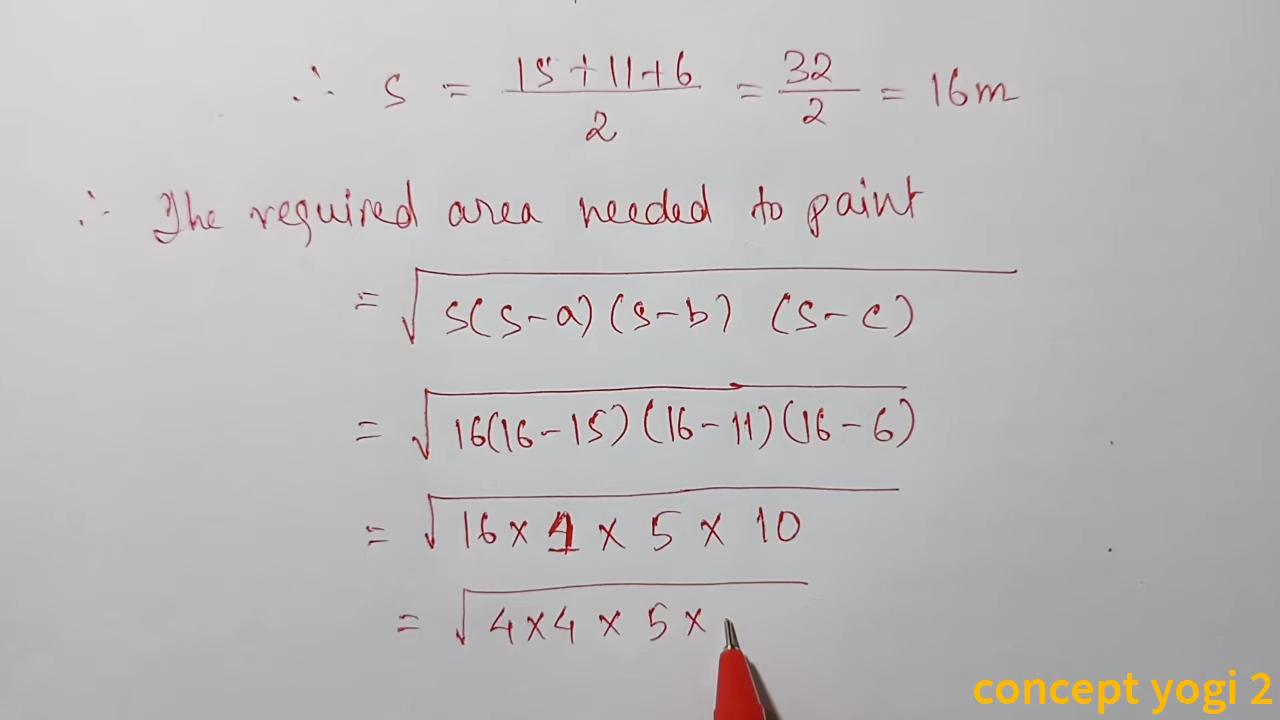 ∴ s = 15+11+6/2 = 32/2 = 16m
∴ The required area needed to paint
= √s(s-a)(s-b) (s-c)
= √16(16-15)(16-11)(16-6)
= √16 × 1 × 5 × 10
= √4×4 × 5 ×
concept yogi 2